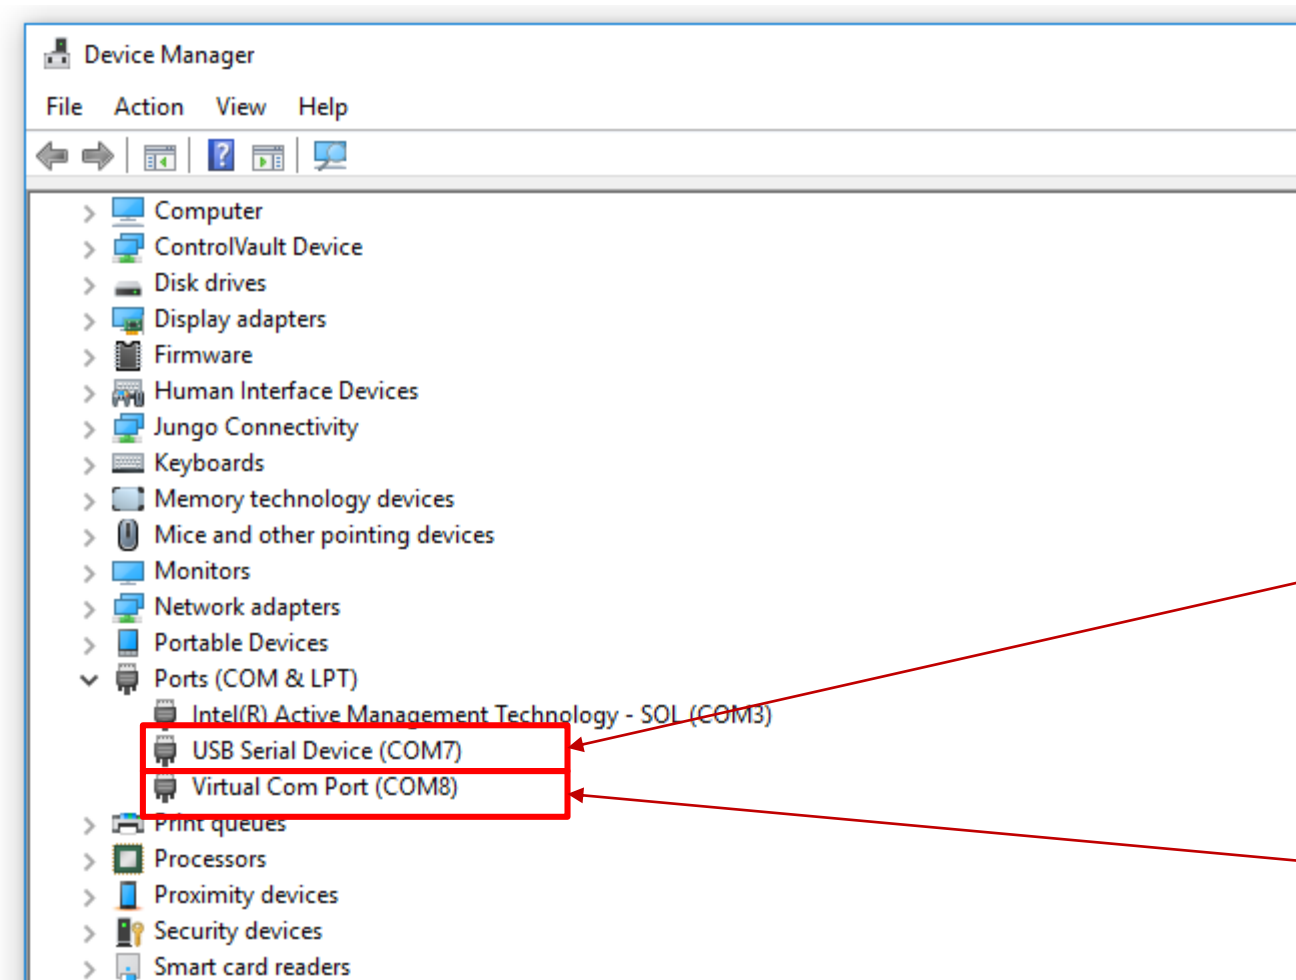 Device Manager
File Action View Help
Computer
ControlVault Device
Disk drives
Display adapters
Firmware
Human Interface Devices
Jungo Connectivity
Keyboards
Memory technology devices
Mice and other pointing devices
Monitors
Network adapters
Portable Devices
Ports (COM & LPT)
Intel(R) Active Management Technology - SOL (COM3)
USB Serial Device (COM7)
Virtual Com Port (COM8)
Print queues
Processors
Proximity devices
Security devices
Smart card readers